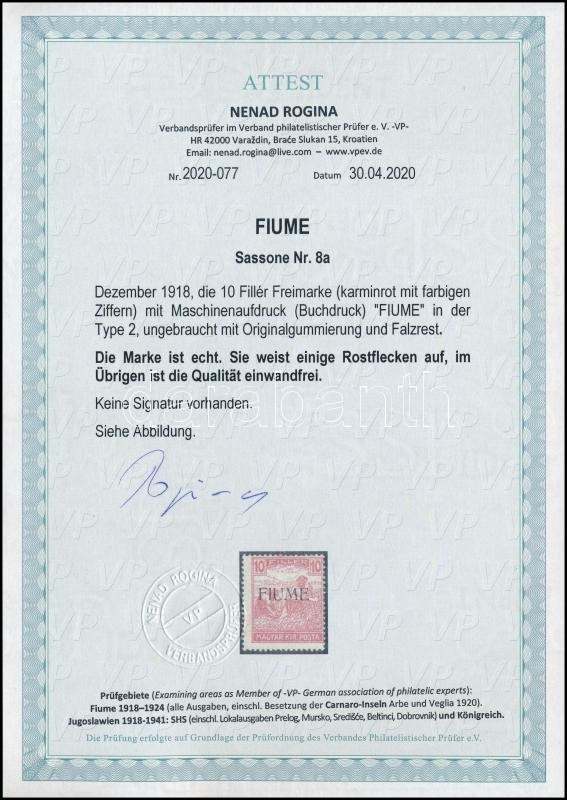 ATTEST
NENAD ROGINA
Verbandsprüfer im Verband philatelistischer Prüfer e. V. -VP-
HR 42000 Varaždin, Braće Slukan 15, Kroatien
Email: nenad.rogina@live.com – www.vpev.de
Nr. 2020-077 Datum 30.04.2020
FIUME
Sassone Nr. 8a
Dezember 1918, die 10 Fillér Freimarke (karminrot mit farbigen
Ziffern) mit Maschinenaufdruck (Buchdruck) "FIUME" in der
Type 2, ungebraucht mit Originalgummierung und Falzrest.
Die Marke ist echt. Sie weist einige Rostflecken auf, im
Übrigen ist die Qualität einwandfrei.
Keine Signatur vorhanden.
Siehe Abbildung.
darabanth
NENAD ROGINA
VP
VERBANDSPRÜFER
10 FILLÉR 10
FIUME
MAGYAR KIR. POSTA
Prüfgebiete (Examining areas as Member of -VP- German association of philatelic experts):
Fiume 1918–1924 (alle Ausgaben, einschl. Besetzung der Carnaro-Inseln Arbe und Veglia 1920).
Jugoslawien 1918-1941: SHS (einschl. Lokalausgaben Prelog, Mursko, Središće, Beltinci, Dobrovnik) und Königreich.
Die Prüfung erfolgte auf Grundlage der Prüfordnung des Verbandes Philatelistischer Prüfer e.V.